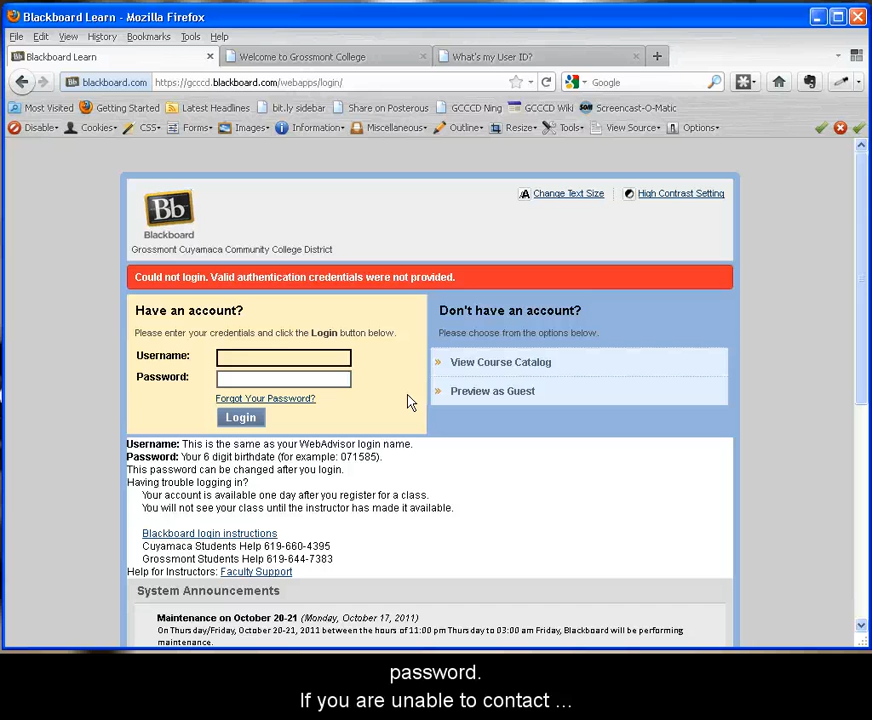 Blackboard Learn - Mozilla Firefox
File Edit View History Bookmarks Tools Help
Blackboard Learn × Welcome to Grossmont College × What's my User ID? × +
blackboard.com https://gcccd.blackboard.com/webapps/login/ Google
Most Visited Getting Started Latest Headlines bit.ly sidebar Share on Posterous GCCCD Ning GCCCD Wiki Screencast-O-Matic
Disable Cookies CSS Forms Images Information Miscellaneous Outline Resize Tools View Source Options
A Change Text Size High Contrast Setting
Bb
Blackboard
Grossmont Cuyamaca Community College District
Could not login. Valid authentication credentials were not provided.
Have an account?
Please enter your credentials and click the Login button below.
Username:
Password:
Forgot Your Password?
Login
Don't have an account?
Please choose from the options below.
» View Course Catalog
» Preview as Guest
Username: This is the same as your WebAdvisor login name.
Password: Your 6 digit birthdate (for example: 071585).
This password can be changed after you login.
Having trouble logging in?
Your account is available one day after you register for a class.
You will not see your class until the instructor has made it available.
Blackboard login instructions
Cuyamaca Students Help 619-660-4395
Grossmont Students Help 619-644-7383
Help for Instructors: Faculty Support
System Announcements
Maintenance on October 20-21 (Monday, October 17, 2011)
On Thursday/Friday, October 20-21, 2011 between the hours of 11:00 pm Thursday to 03:00 am Friday, Blackboard will be performing
maintenance.
password.
If you are unable to contact ...